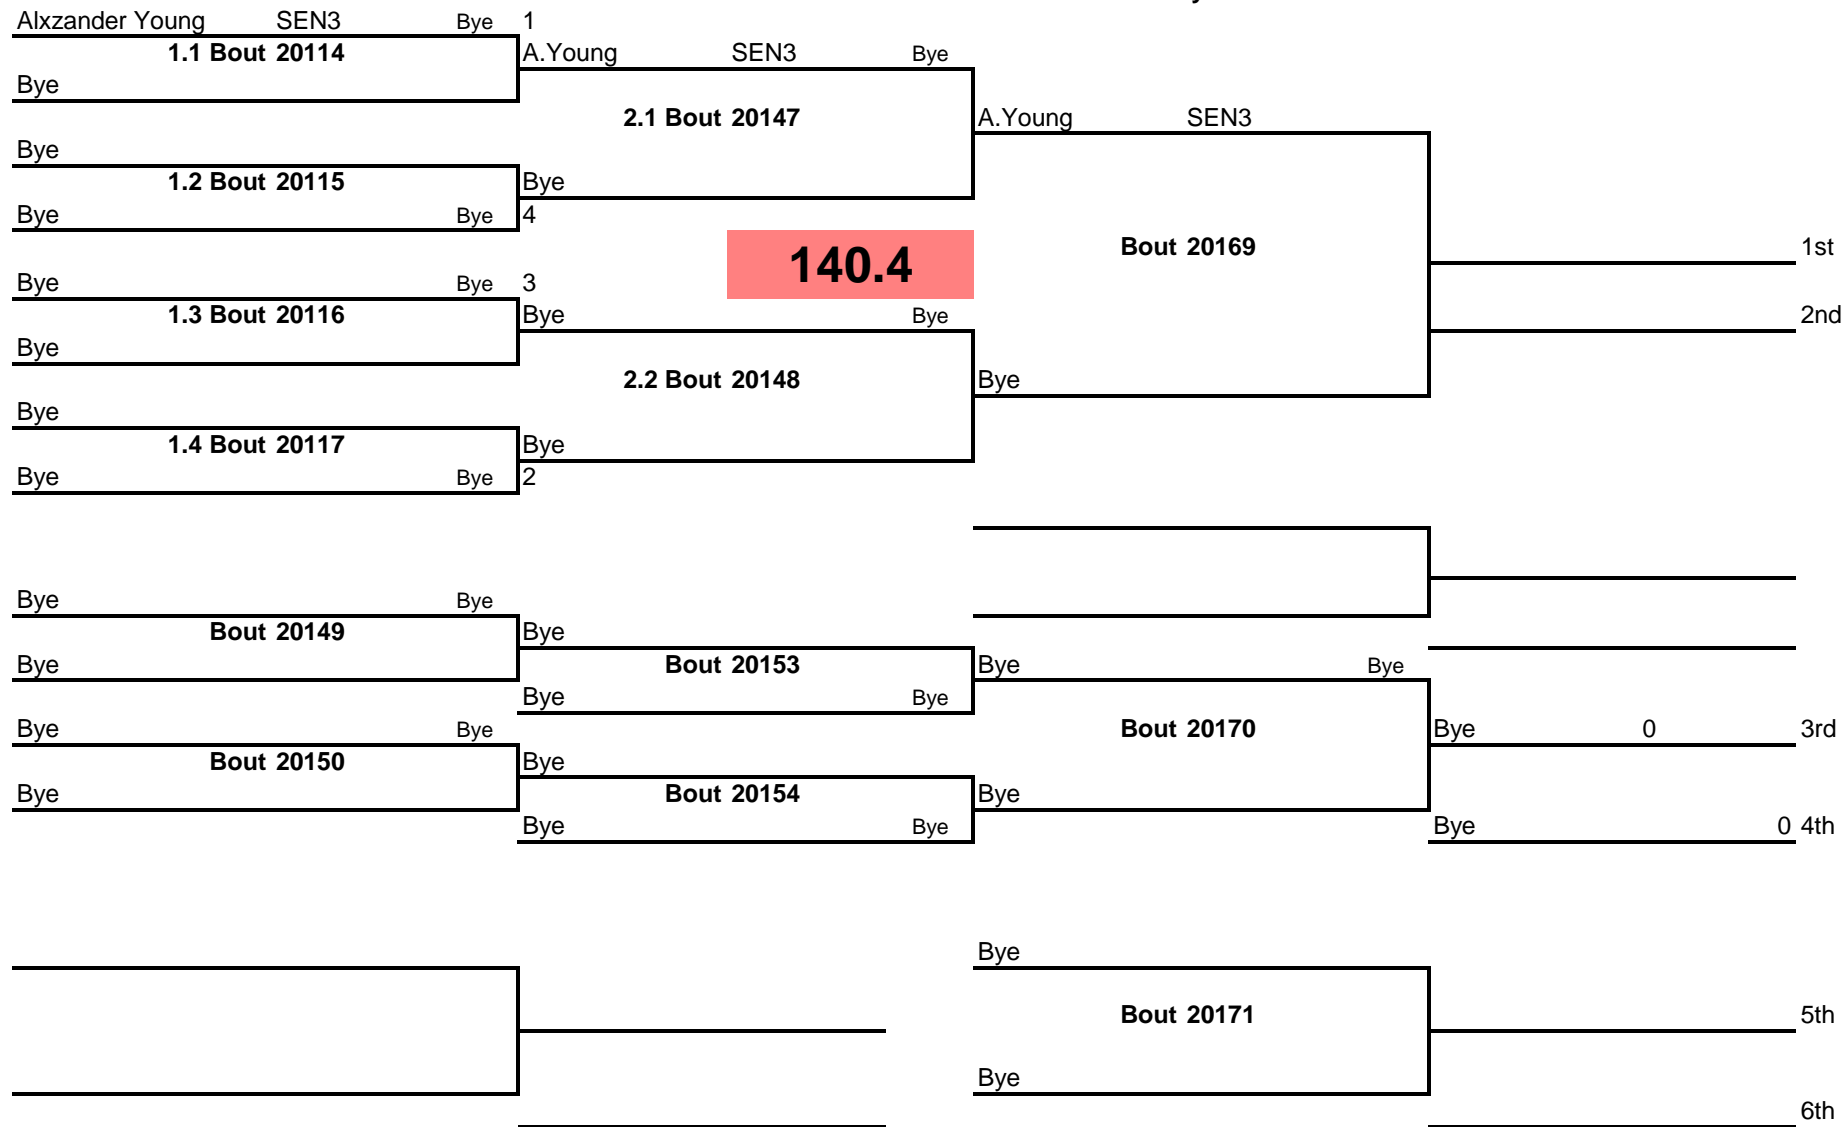 Alxzander Young SEN3 Bye 1
1.1 Bout 20114
A.Young SEN3 Bye
Bye
2.1 Bout 20147
A.Young SEN3
Bye
1.2 Bout 20115
Bye
Bye Bye 4
140.4
Bout 20169
1st
Bye Bye 3
1.3 Bout 20116
Bye Bye
2nd
Bye
2.2 Bout 20148
Bye
Bye
1.4 Bout 20117
Bye
Bye Bye 2
Bye Bye
Bout 20149
Bye
Bye
Bout 20153
Bye Bye
Bye Bye
Bye Bye
Bout 20170
Bye 0 3rd
Bout 20150
Bye
Bye
Bout 20154
Bye
Bye Bye
Bye 0 4th
Bye
Bout 20171
5th
Bye
6th